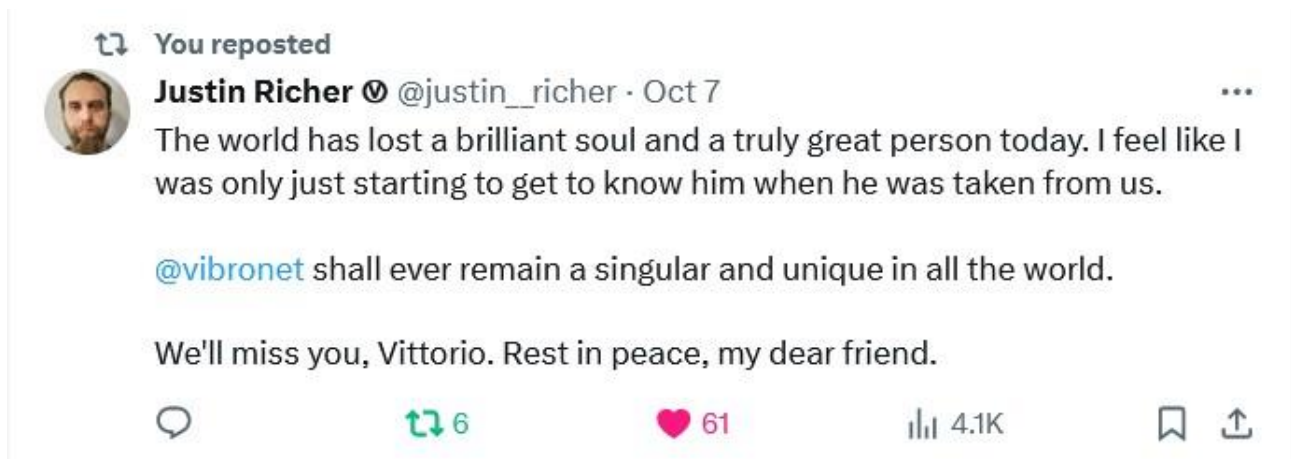 You reposted
Justin Richer Ⓥ @justin__richer · Oct 7
The world has lost a brilliant soul and a truly great person today. I feel like I
was only just starting to get to know him when he was taken from us.
@vibronet shall ever remain a singular and unique in all the world.
We'll miss you, Vittorio. Rest in peace, my dear friend.
6 61 4.1K